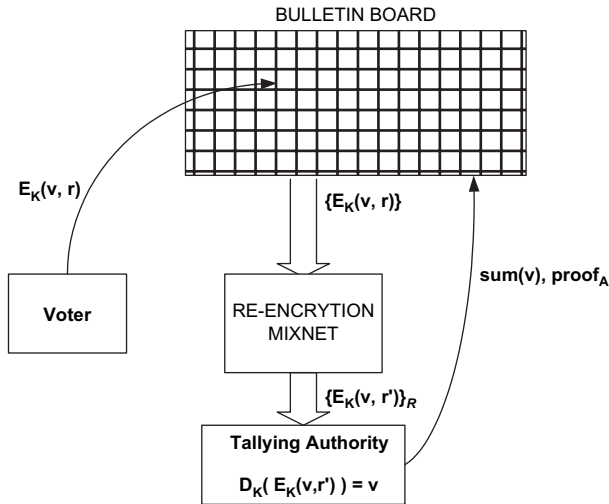 BULLETIN BOARD
E_K(v, r)
{E_K(v, r)}
sum(v), proof_A
Voter
RE-ENCRYTION
MIXNET
{E_K(v, r')}_R
Tallying Authority
D_K( E_K(v,r') ) = v